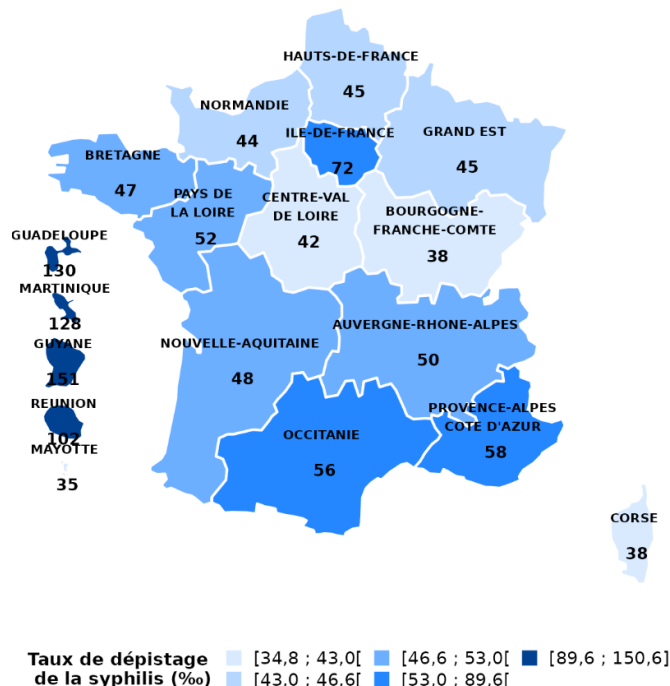 HAUTS-DE-FRANCE
45
NORMANDIE
44
ILE-DE-FRANCE
72
GRAND EST
45
BRETAGNE
47
PAYS DE
LA LOIRE
52
CENTRE-VAL
DE LOIRE
42
BOURGOGNE-
FRANCHE-COMTE
38
GUADELOUPE
130
MARTINIQUE
128
GUYANE
151
REUNION
102
MAYOTTE
35
NOUVELLE-AQUITAINE
48
AUVERGNE-RHONE-ALPES
50
OCCITANIE
56
PROVENCE-ALPES
COTE D'AZUR
58
CORSE
38
Taux de dépistage
de la syphilis (‰)
[34,8 ; 43,0[
[43,0 ; 46,6[
[46,6 ; 53,0[
[53,0 ; 89,6[
[89,6 ; 150,6]